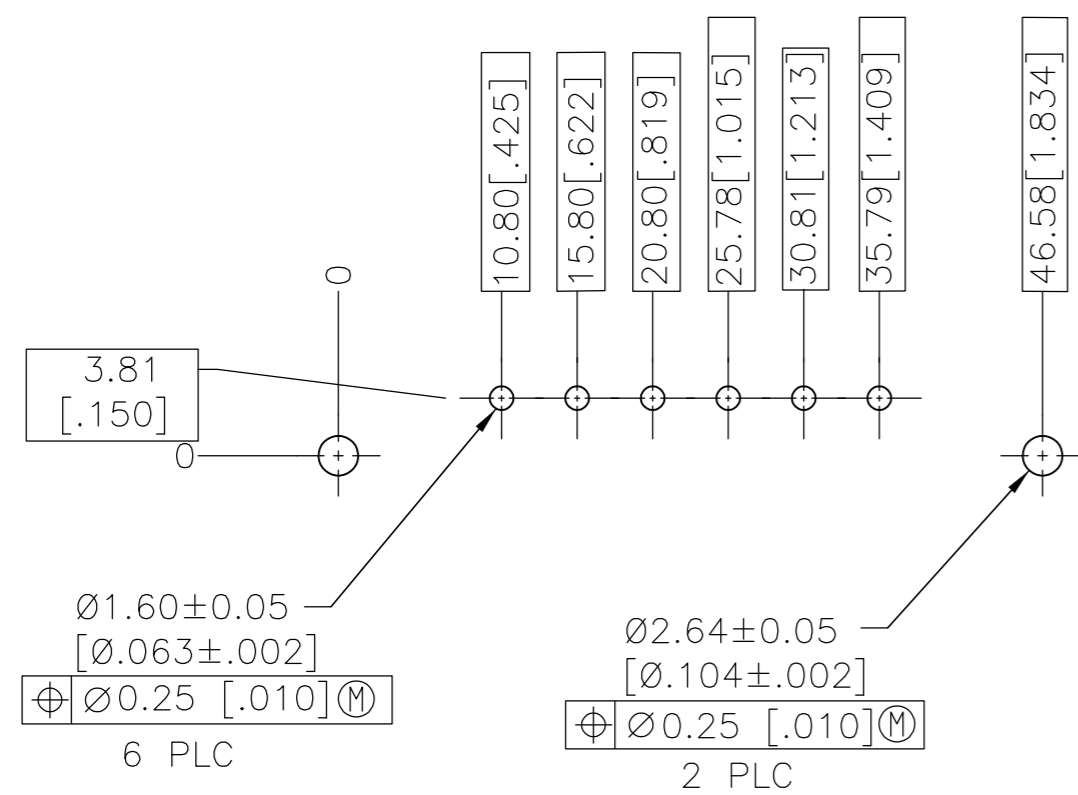 10.80[.425]
15.80[.622]
20.80[.819]
25.78[1.015]
30.81[1.213]
35.79[1.409]
46.58[1.834]
0
3.81
[.150]
0
Ø1.60±0.05
[Ø.063±.002]
⌖ Ø0.25 [.010]Ⓜ
6 PLC
Ø2.64±0.05
[Ø.104±.002]
⌖ Ø0.25 [.010]Ⓜ
2 PLC